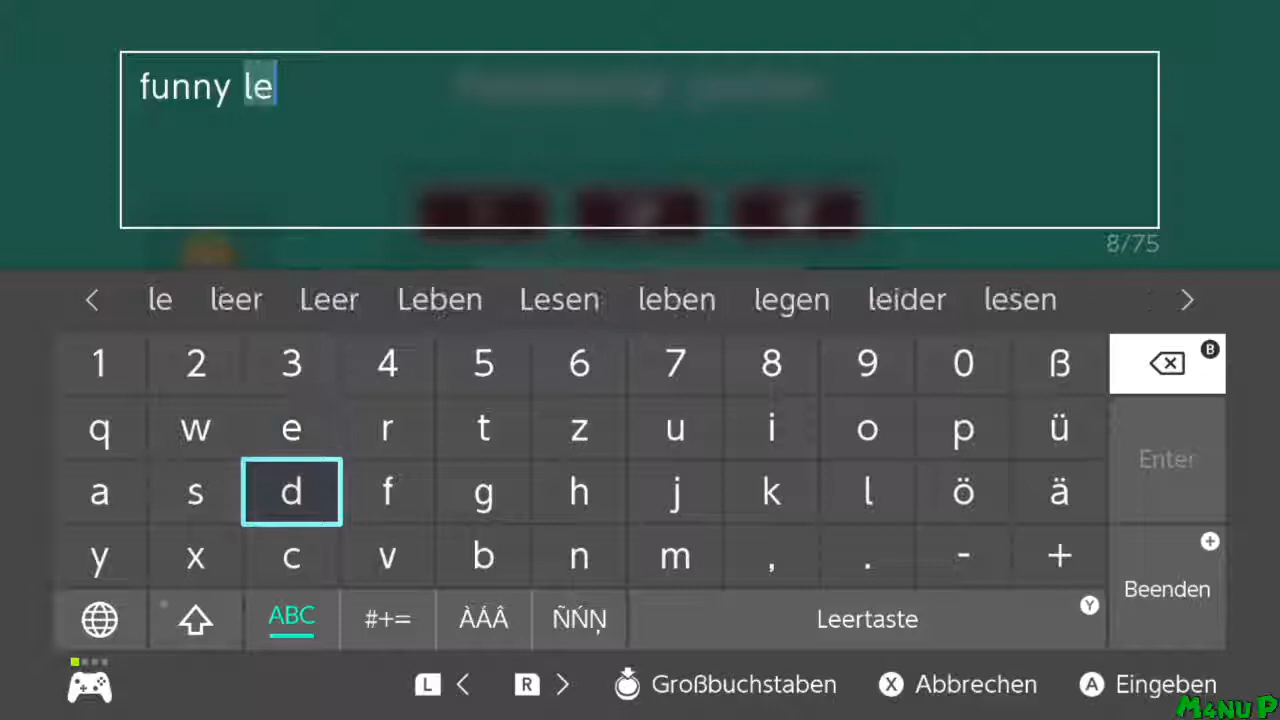 funny le
8/75
le leer Leer Leben Lesen leben legen leider lesen
1 2 3 4 5 6 7 8 9 0 ß B
q w e r t z u i o p ü
Enter
a s d f g h j k l ö ä
y x c v b n m , . - +
Beenden
ABC #+= ÀÁÂ ÑŃŅ Leertaste Y
L R Großbuchstaben X Abbrechen A Eingeben
M4NU P